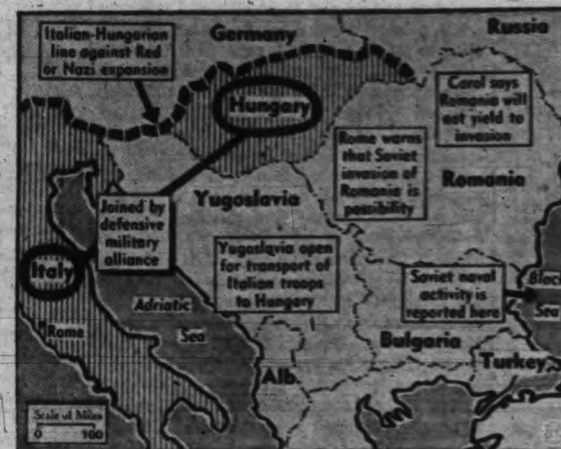 Russia
Italian-Hungarian
line against Red
or Nazi expansion
Germany
Carol says
Romania will
not yield to
invasion
Hungary
Rome warns
that Soviet
invasion of
Romania is
possibility
Romania
Yugoslavia
Joined by
defensive
military
alliance
Yugoslavia open
for transport of
Italian troops
to Hungary
Italy
Soviet naval
activity is
reported here
Black
Sea
Adriatic
Sea
Rome
Bulgaria
Turkey
Alb.
Scale of Miles
0 100